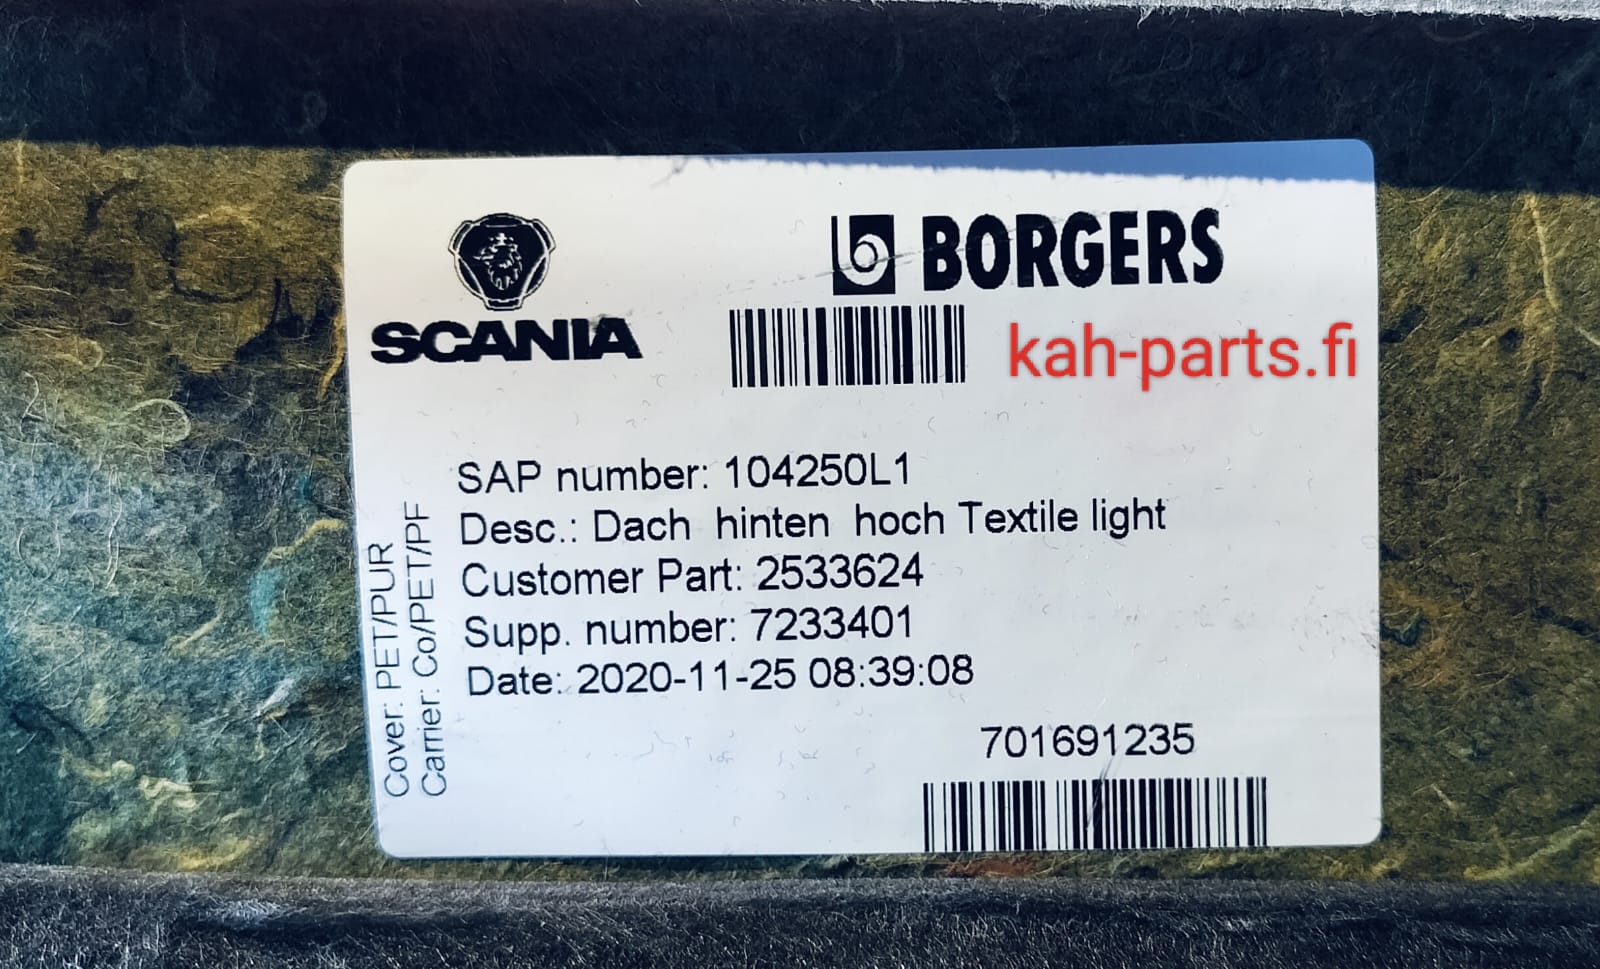 SCANIA
BORGERS
kah-parts.fi
SAP number: 104250L1
Desc.: Dach hinten hoch Textile light
Customer Part: 2533624
Supp. number: 7233401
Date: 2020-11-25 08:39:08
Cover: PET/PUR
Carrier: Co/PET/PF
701691235